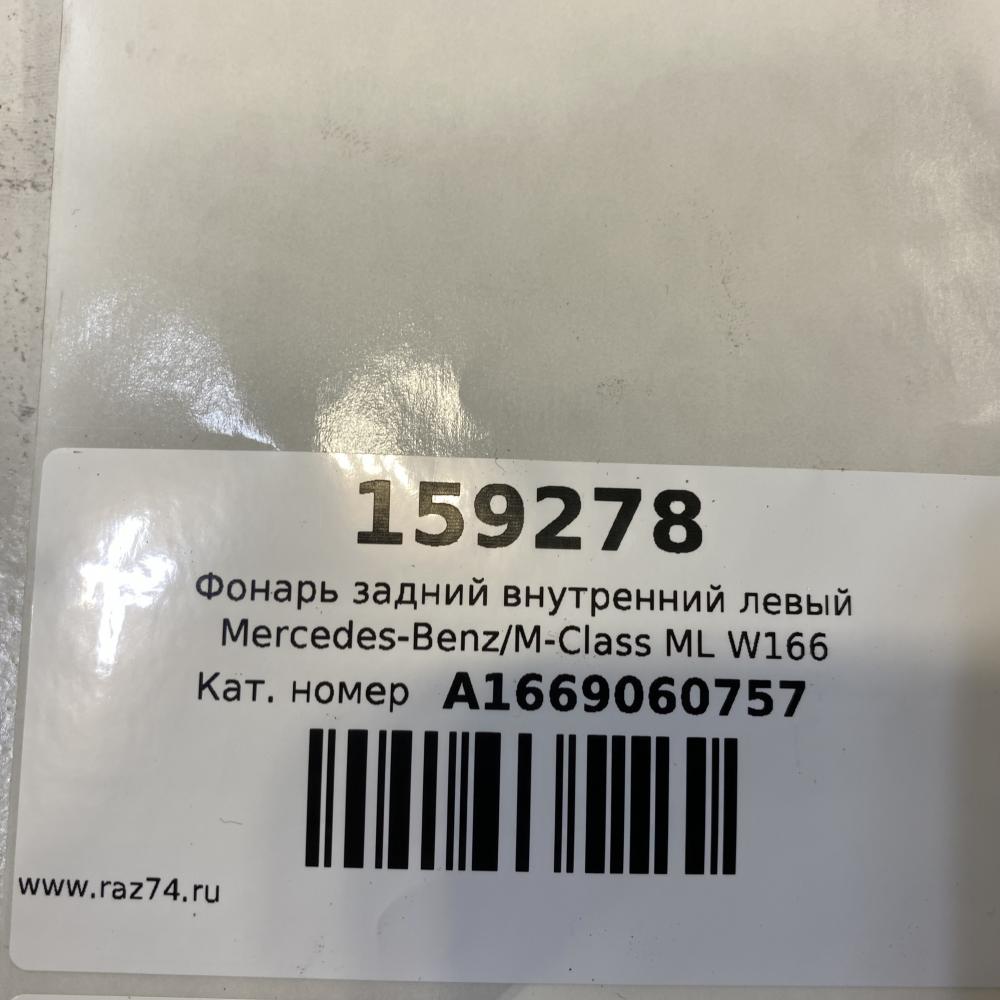 159278
Фонарь задний внутренний левый
Mercedes-Benz/M-Class ML W166
Кат. номер A1669060757
www.raz74.ru